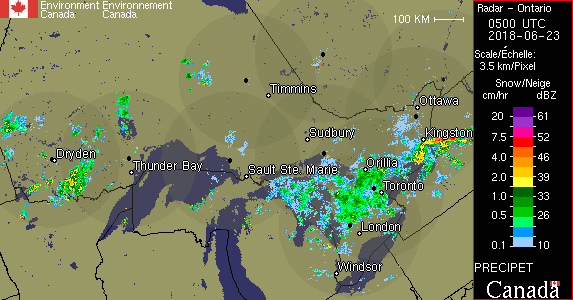 Environment Environnement
Canada Canada
100 KM
Timmins
Ottawa
Sudbury
Kingston
Dryden
Thunder Bay
Sault Ste. Marie
Orillia
Toronto
London
Windsor
Radar - Ontario
0500 UTC
2018-06-23
Scale/Échelle:
3.5 km/Pixel
Snow/Neige
cm/hr dBZ
20 61
7.5 52
4.0 46
2.0 39
1.0 33
0.5 26
0.1 10
PRECIPET
Canada